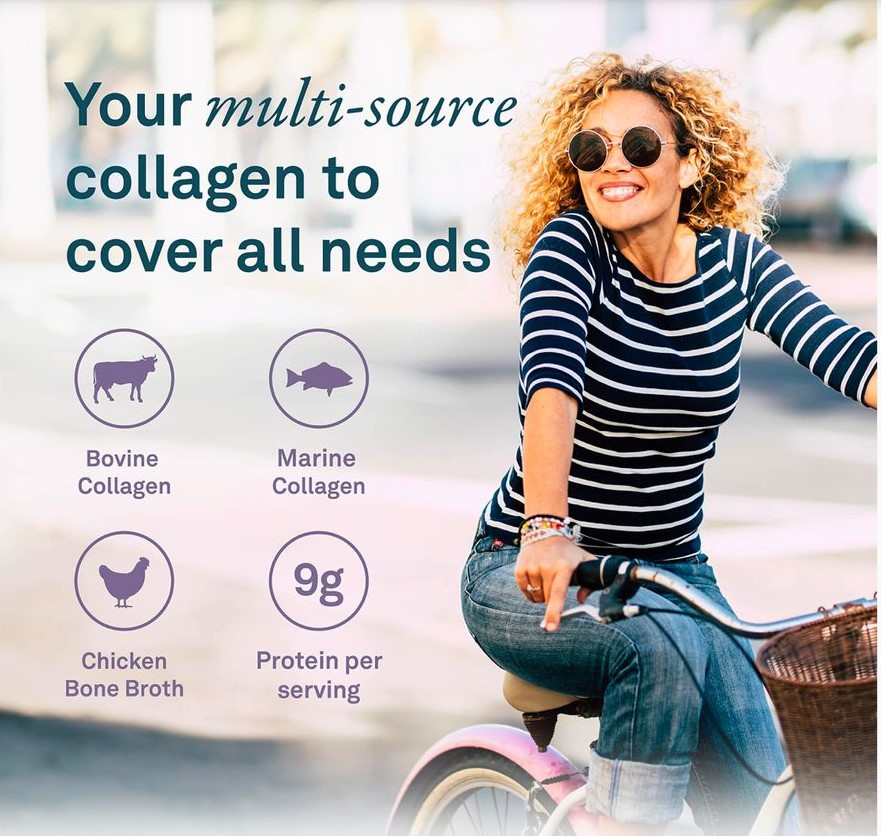 Your multi-source
collagen to
cover all needs
Bovine
Collagen
Marine
Collagen
Chicken
Bone Broth
9g
Protein per
serving